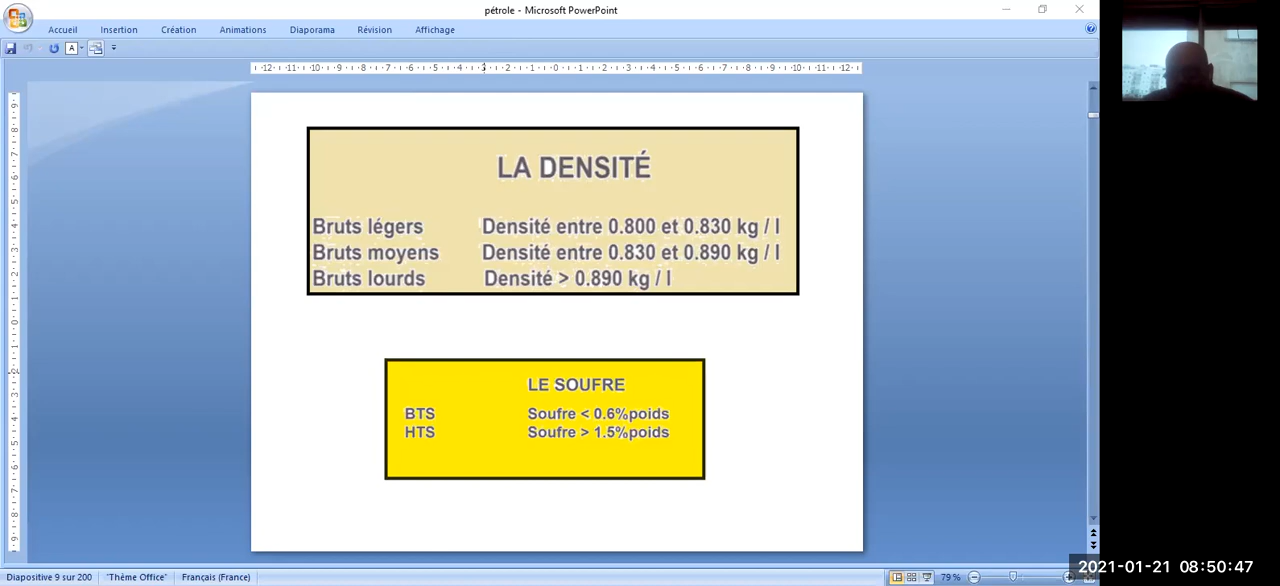 pétrole - Microsoft PowerPoint
Accueil Insertion Création Animations Diaporama Révision Affichage
LA DENSITÉ
Bruts légers Densité entre 0.800 et 0.830 kg / l
Bruts moyens Densité entre 0.830 et 0.890 kg / l
Bruts lourds Densité > 0.890 kg / l
LE SOUFRE
BTS Soufre < 0.6%poids
HTS Soufre > 1.5%poids
Diapositive 9 sur 200 "Thème Office" Français (France) 79 %
2021-01-21 08:50:47